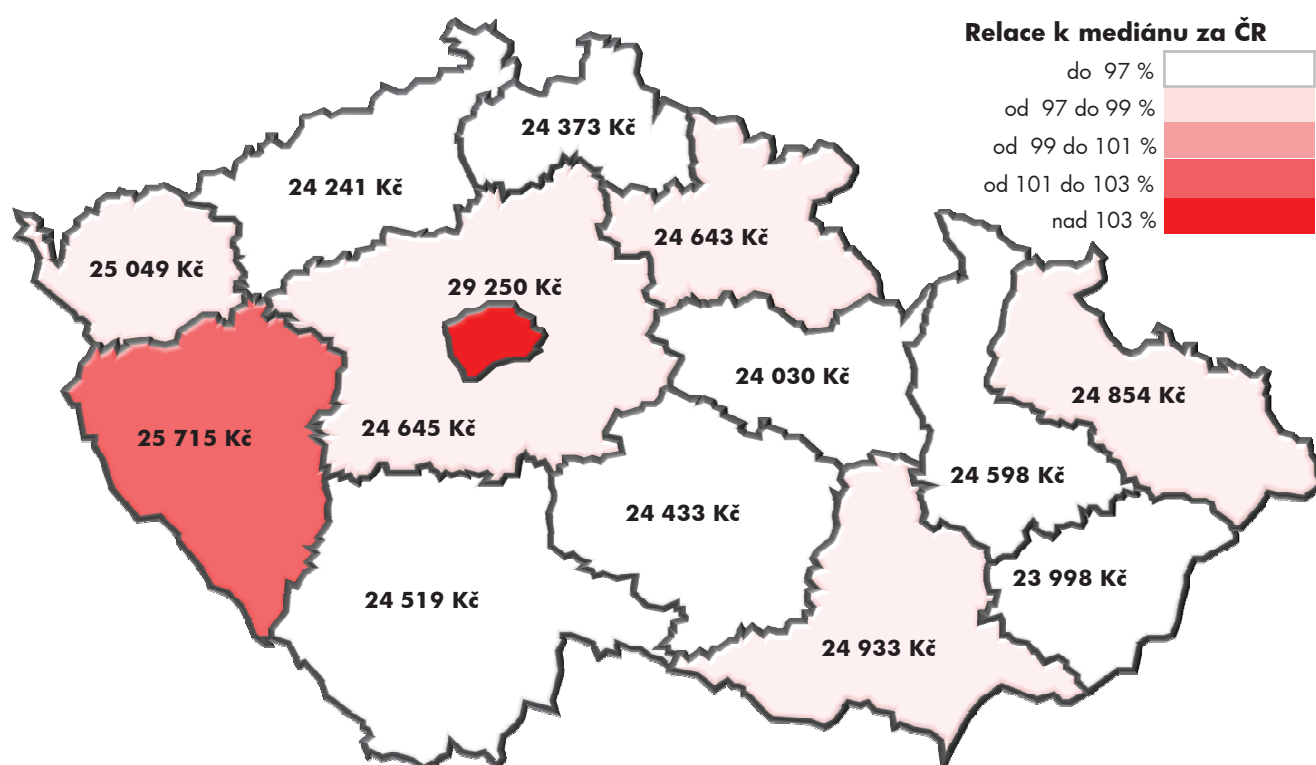 Relace k mediánu za ČR
do 97 %
od 97 do 99 %
od 99 do 101 %
od 101 do 103 %
nad 103 %
24 373 Kč
24 241 Kč
24 643 Kč
25 049 Kč
29 250 Kč
24 030 Kč
24 854 Kč
24 645 Kč
25 715 Kč
24 598 Kč
24 433 Kč
23 998 Kč
24 519 Kč
24 933 Kč